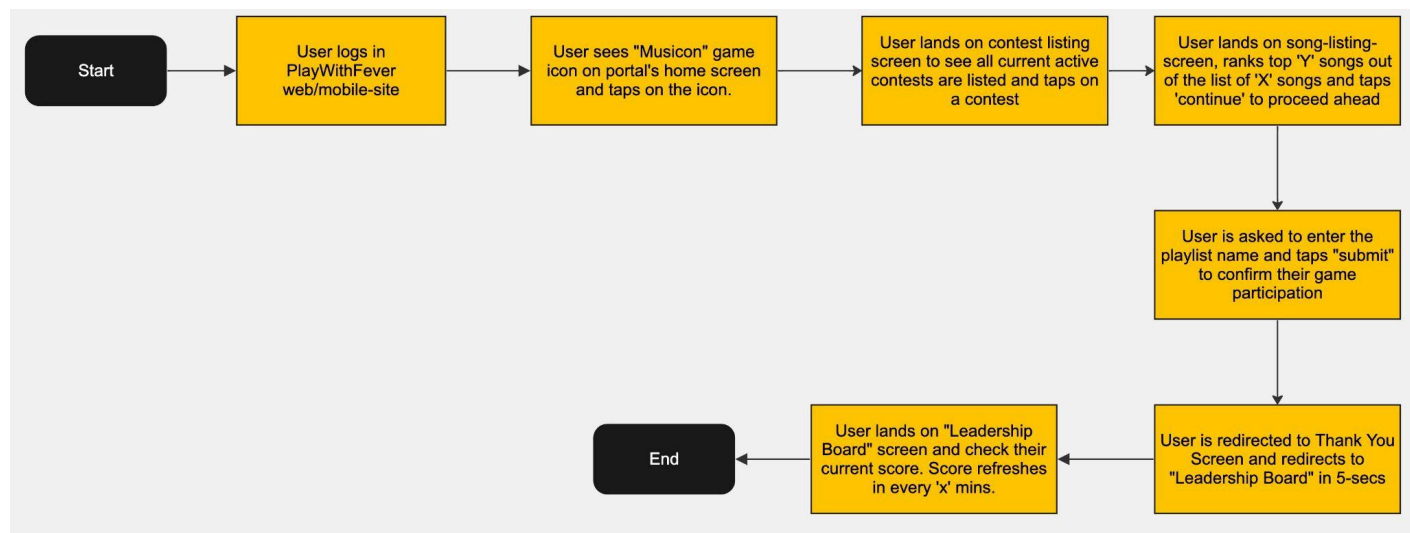 Start
User logs in
PlayWithFever
web/mobile-site
User sees "Musicon" game
icon on portal's home screen
and taps on the icon.
User lands on contest listing
screen to see all current active
contests are listed and taps on
a contest
User lands on song-listing-
screen, ranks top 'Y' songs out
of the list of 'X' songs and taps
'continue' to proceed ahead
User is asked to enter the
playlist name and taps "submit"
to confirm their game
participation
User is redirected to Thank You
Screen and redirects to
"Leadership Board" in 5-secs
User lands on "Leadership
Board" screen and check their
current score. Score refreshes
in every 'x' mins.
End